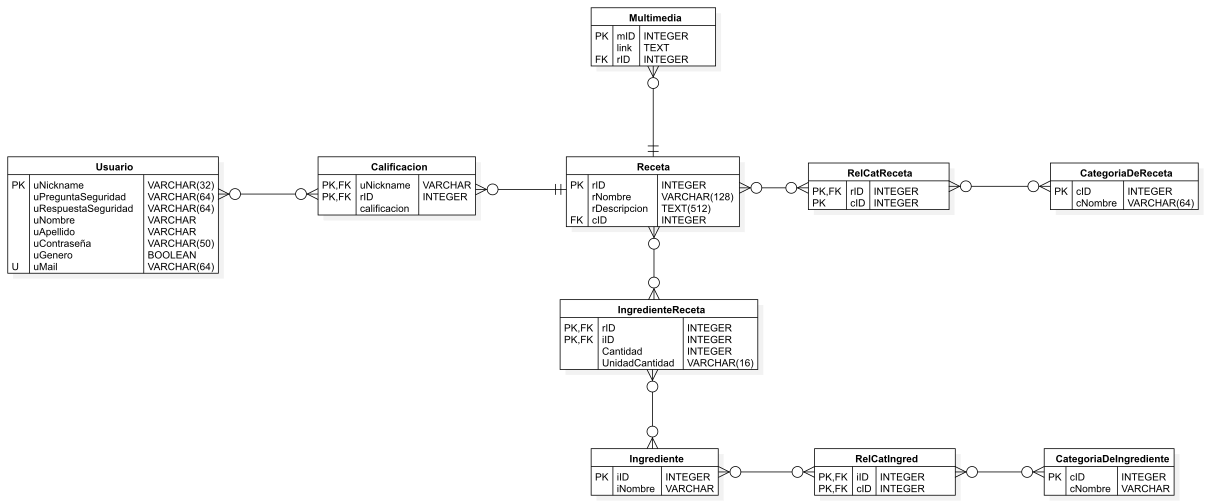 Multimedia
PK mID INTEGER
link TEXT
FK rID INTEGER
Usuario
PK uNickname VARCHAR(32)
uPreguntaSeguridad VARCHAR(64)
uRespuestaSeguridad VARCHAR(64)
uNombre VARCHAR
uApellido VARCHAR
uContraseña VARCHAR(50)
uGenero BOOLEAN
U uMail VARCHAR(64)
Calificacion
PK,FK uNickname VARCHAR
PK,FK rID INTEGER
calificacion
Receta
PK rID INTEGER
rNombre VARCHAR(128)
rDescripcion TEXT(512)
FK cID INTEGER
RelCatReceta
PK,FK rID INTEGER
PK cID INTEGER
CategoriaDeReceta
PK cID INTEGER
cNombre VARCHAR(64)
IngredienteReceta
PK,FK rID INTEGER
PK,FK iID INTEGER
Cantidad INTEGER
UnidadCantidad VARCHAR(16)
Ingrediente
PK iID INTEGER
iNombre VARCHAR
RelCatIngred
PK,FK iID INTEGER
PK,FK cID INTEGER
CategoriaDeIngrediente
PK cID INTEGER
cNombre VARCHAR